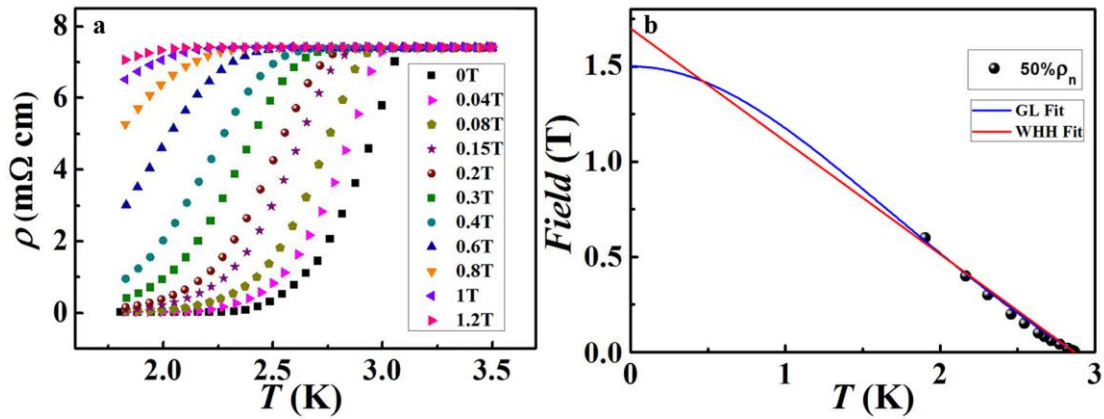 a
8
6
4
2
0
ρ (mΩ cm)
2.0 2.5 3.0 3.5
T (K)
0T
0.04T
0.08T
0.15T
0.2T
0.3T
0.4T
0.6T
0.8T
1T
1.2T
b
1.5
1.0
0.5
0.0
Field (T)
0 1 2 3
T (K)
50%ρn
GL Fit
WHH Fit